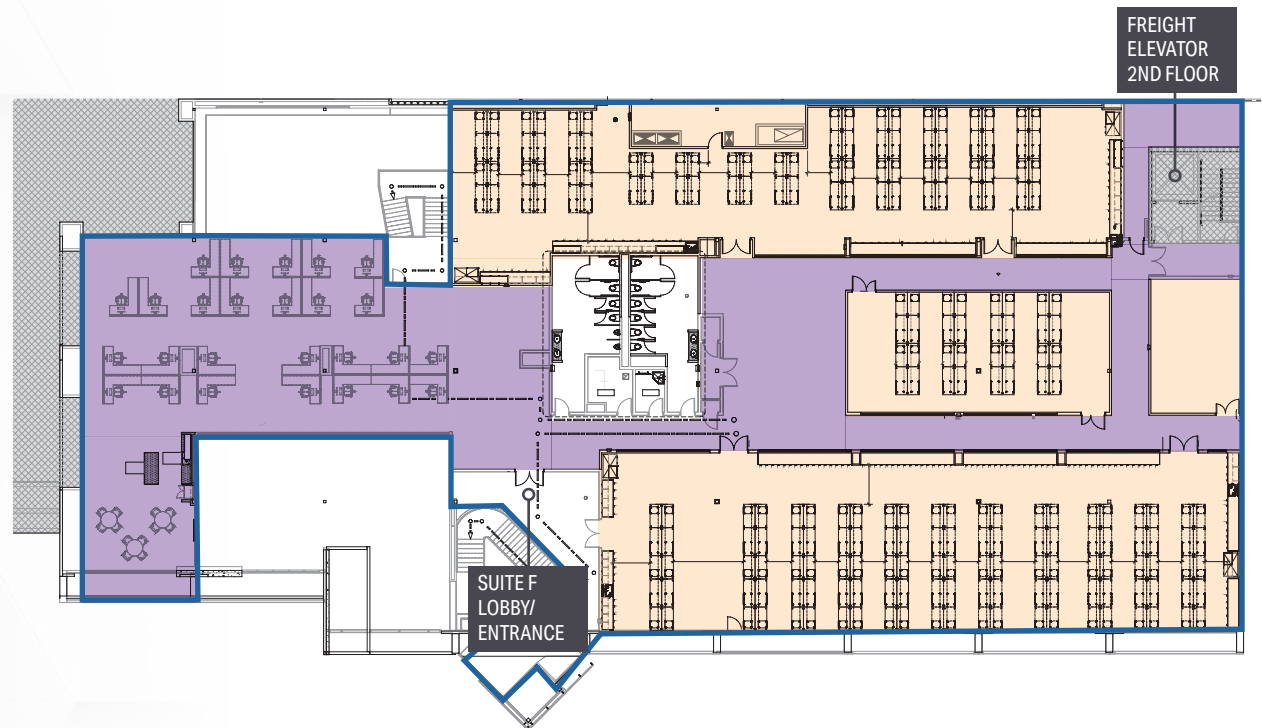 FREIGHT
ELEVATOR
2ND FLOOR
SUITE F
LOBBY/
ENTRANCE